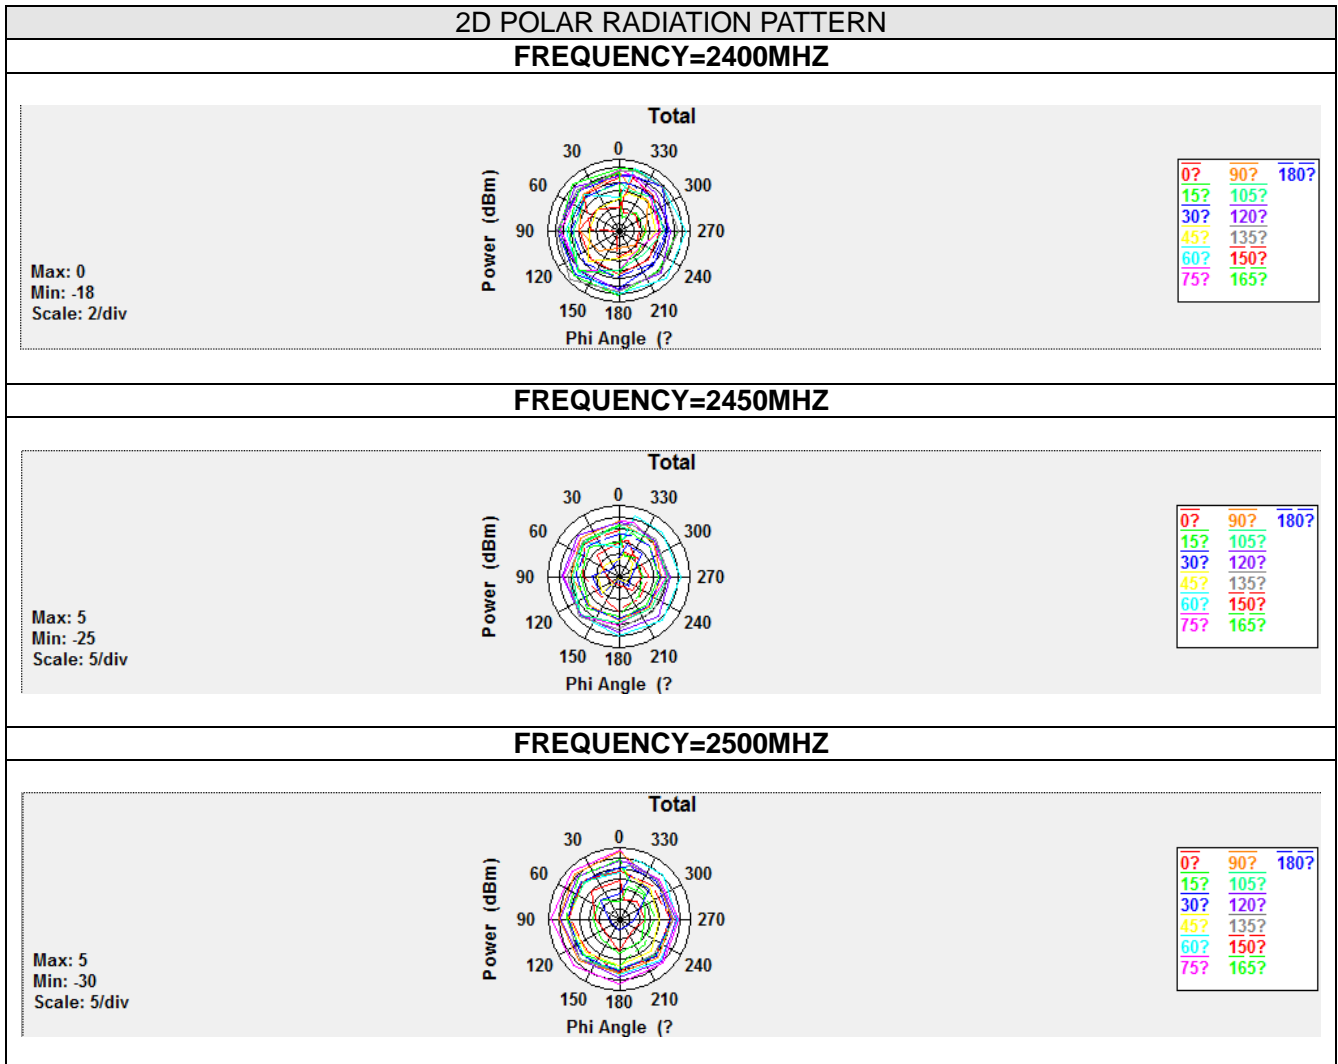 2D POLAR RADIATION PATTERN
FREQUENCY=2400MHZ
Total
30 0 330
60 300
90 270
120 240
150 180 210
Power (dBm)
Phi Angle (?
Max: 0
Min: -18
Scale: 2/div
0? 90? 180?
15? 105?
30? 120?
45? 135?
60? 150?
75? 165?
FREQUENCY=2450MHZ
Total
30 0 330
60 300
90 270
120 240
150 180 210
Power (dBm)
Phi Angle (?
Max: 5
Min: -25
Scale: 5/div
0? 90? 180?
15? 105?
30? 120?
45? 135?
60? 150?
75? 165?
FREQUENCY=2500MHZ
Total
30 0 330
60 300
90 270
120 240
150 180 210
Power (dBm)
Phi Angle (?
Max: 5
Min: -30
Scale: 5/div
0? 90? 180?
15? 105?
30? 120?
45? 135?
60? 150?
75? 165?